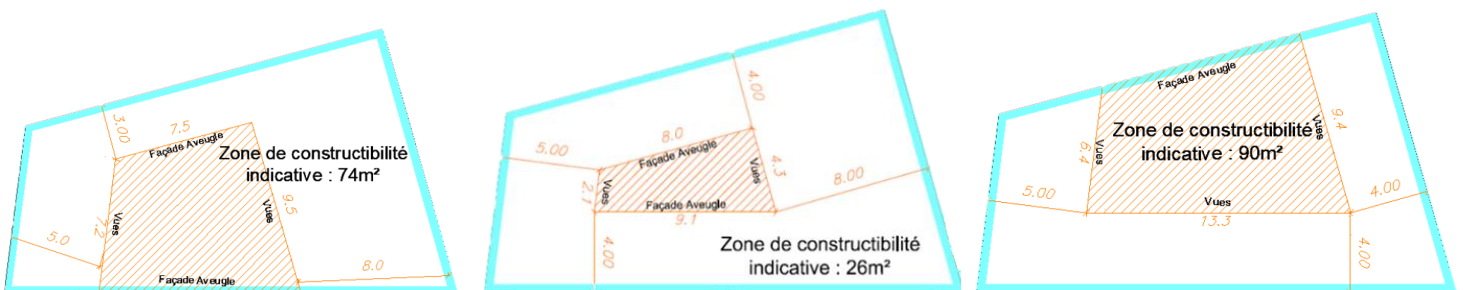 3.00
7.5
Façade Aveugle
Zone de constructibilité
indicative : 74m²
Vues
7.2
Vues
9.5
5.0
8.0
Façade Aveugle
4.00
5.00
8.0
Façade Aveugle
Vues
4.3
2.1
Vues
8.00
Façade Aveugle
9.1
4.00
Zone de constructibilité
indicative : 26m²
Façade Aveugle
Vues
9.4
Zone de constructibilité
indicative : 90m²
6.4
Vues
5.00
4.00
Vues
13.3
4.00